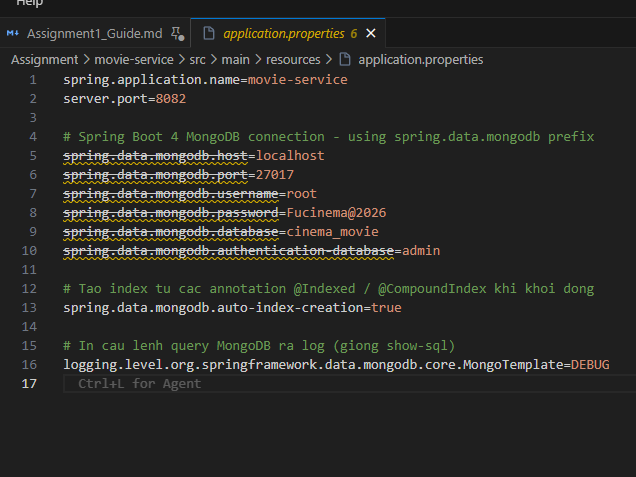 Help
Assignment1_Guide.md
application.properties 6
Assignment > movie-service > src > main > resources > application.properties
1 spring.application.name=movie-service
2 server.port=8082
3
4 # Spring Boot 4 MongoDB connection - using spring.data.mongodb prefix
5 spring.data.mongodb.host=localhost
6 spring.data.mongodb.port=27017
7 spring.data.mongodb.username=root
8 spring.data.mongodb.password=Fucinema@2026
9 spring.data.mongodb.database=cinema_movie
10 spring.data.mongodb.authentication-database=admin
11
12 # Tao index tu cac annotation @Indexed / @CompoundIndex khi khoi dong
13 spring.data.mongodb.auto-index-creation=true
14
15 # In cau lenh query MongoDB ra log (giong show-sql)
16 logging.level.org.springframework.data.mongodb.core.MongoTemplate=DEBUG
17 Ctrl+L for Agent